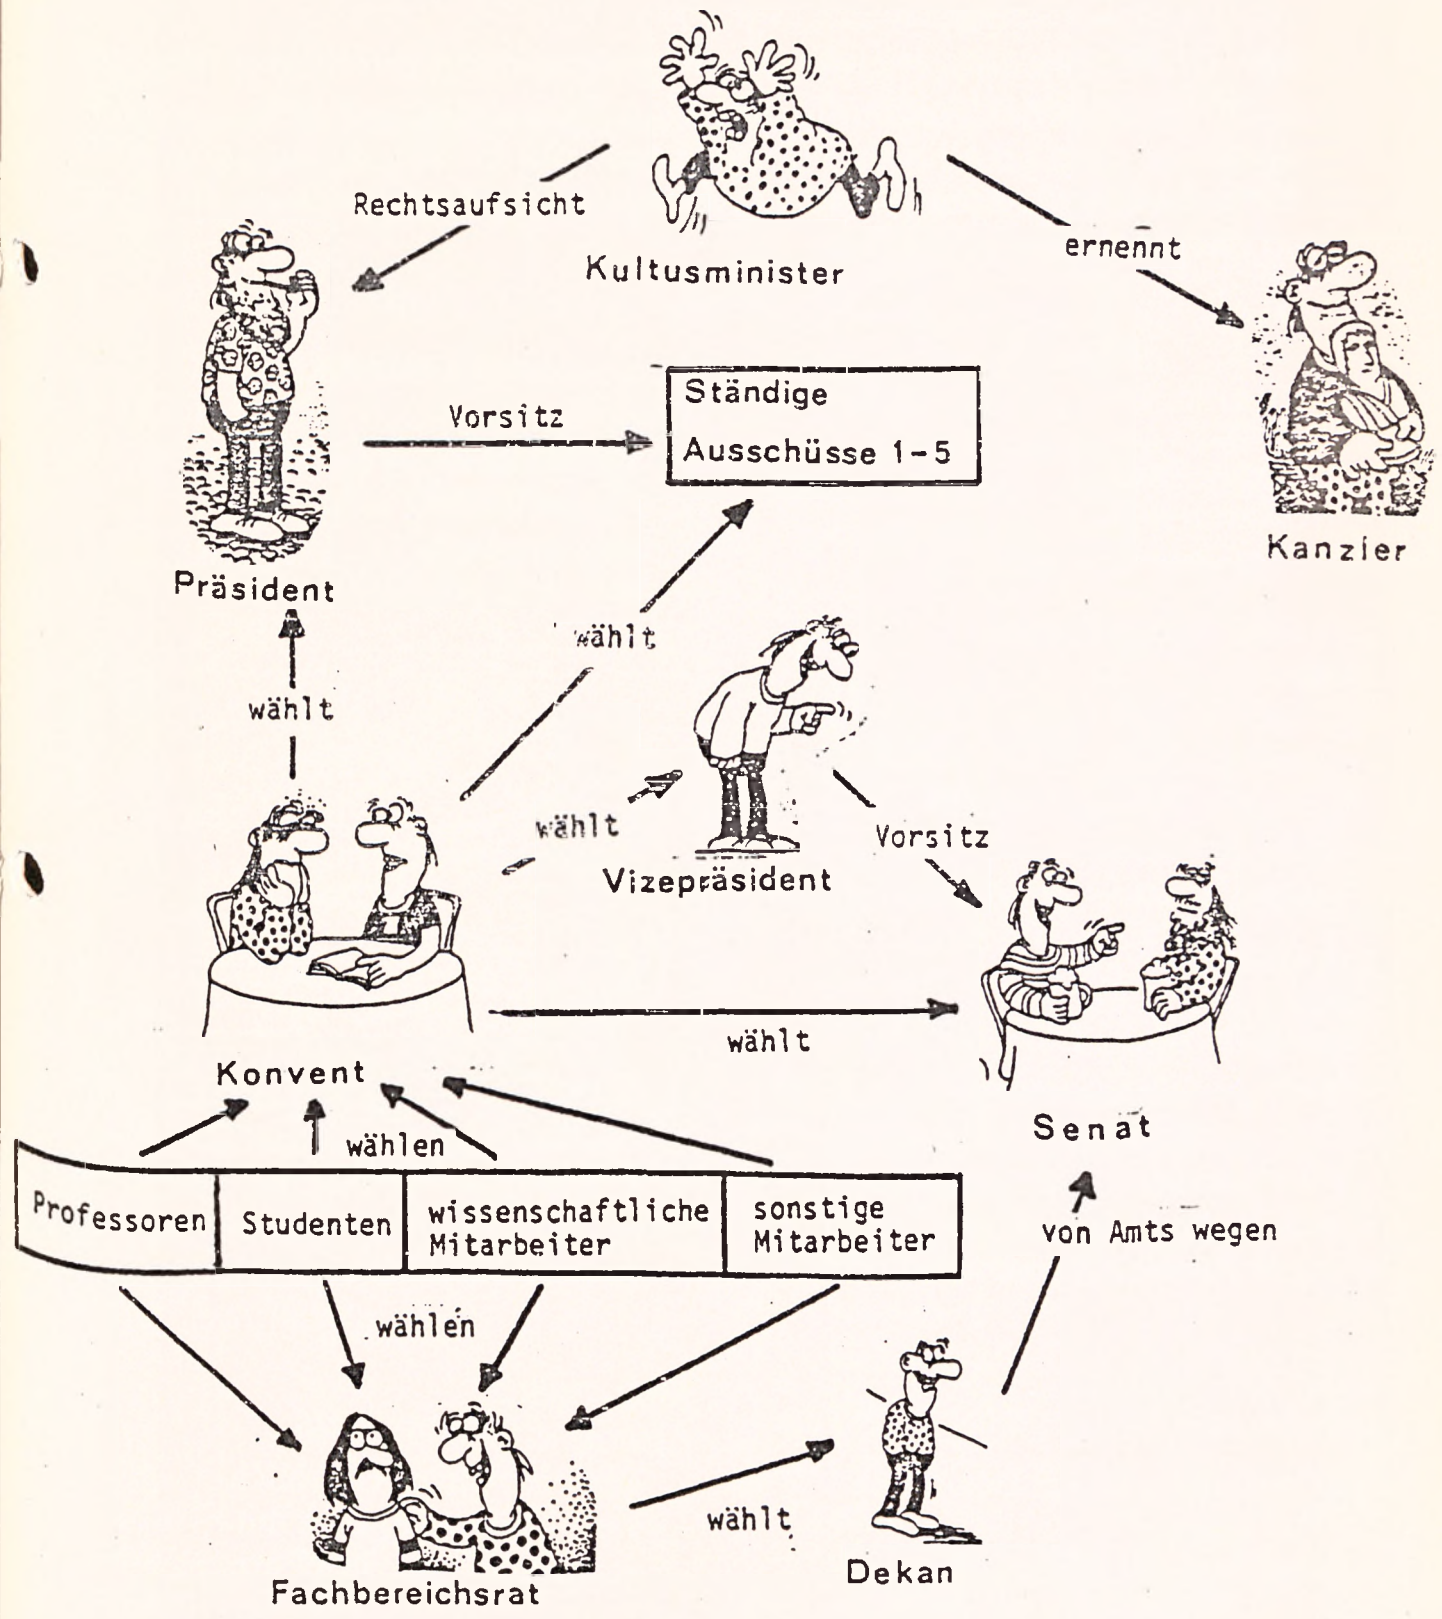 Rechtsaufsicht
Kultusminister
ernennt
Ständige
Ausschüsse 1-5
Vorsitz
Kanzler
Präsident
wählt
wählt
wählt
Vorsitz
Vizepräsident
wählt
Konvent
Senat
wählen
Professoren
Studenten
wissenschaftliche
Mitarbeiter
sonstige
Mitarbeiter
von Amts wegen
wählen
wählt
Dekan
Fachbereichsrat